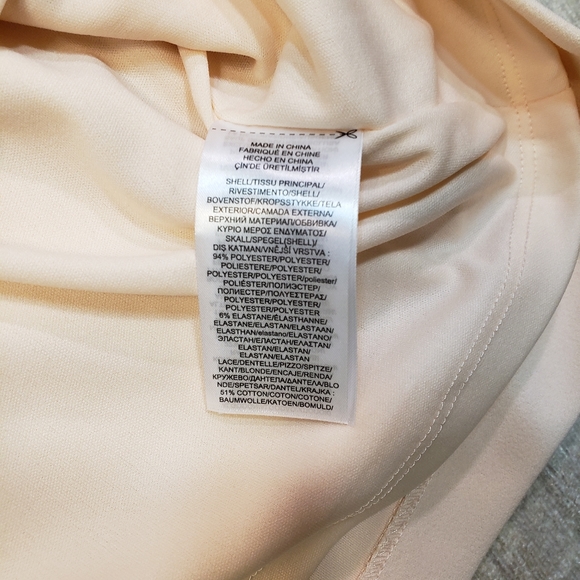 MADE IN CHINA
FABRIQUÉ EN CHINE
HECHO EN CHINA
ÇİN'DE ÜRETİLMİŞTİR
SHELL/TISSU PRINCIPAL/
RIVESTIMENTO/SHELL/
BOVENSTOF/KROPSSTYKKE/TELA
EXTERIOR/CAMADA EXTERNA/
ВЕРХНИЙ МАТЕРИАЛ/ОБВИВКА/
ΚΥΡΙΟ ΜΕΡΟΣ ΕΝΔΥΜΑΤΟΣ/
SKALL/SPEGEL(SHELL)/
DIŞ KATMAN/VNĚJŠÍ VRSTVA :
94% POLYESTER/POLYESTER/
POLIESTERE/POLYESTER/
POLYESTER/POLYESTER/poliester/
POLIÉSTER/ПОЛИЭСТЕР/
ПОЛИЕСТЕР/ΠΟΛΥΕΣΤΕΡΑΣ/
POLYESTER/POLYESTER/
POLYESTER/POLYESTER
6% ELASTANE/ÉLASTHANNE/
ELASTANE/ELASTAN/ELASTAAN/
ELASTHAN/elastano/ELASTANO/
ЭЛАСТАН/ЕЛАСТАН/ΕΛΑΣΤΑΝ/
ELASTAN/ELASTAN/
ELASTAN/ELASTAN
LACE/DENTELLE/PIZZO/SPITZE/
KANT/BLONDE/ENCAJE/RENDA/
КРУЖЕВО/ДАНТЕЛА/ΔΑΝΤΕΛΑ/BLO
NDE/SPETSAR/DANTEL/KRAJKA :
51% COTTON/COTON/COTONE/
BAUMWOLLE/KATOEN/BOMULD/